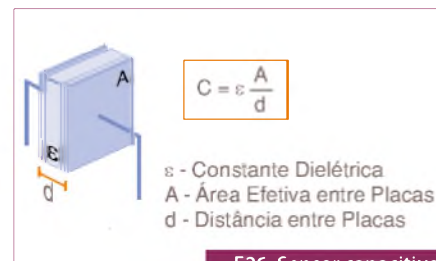 A
ε
d
C = ε A
d
ε - Constante Dielétrica
A - Área Efetiva entre Placas
d - Distância entre Placas